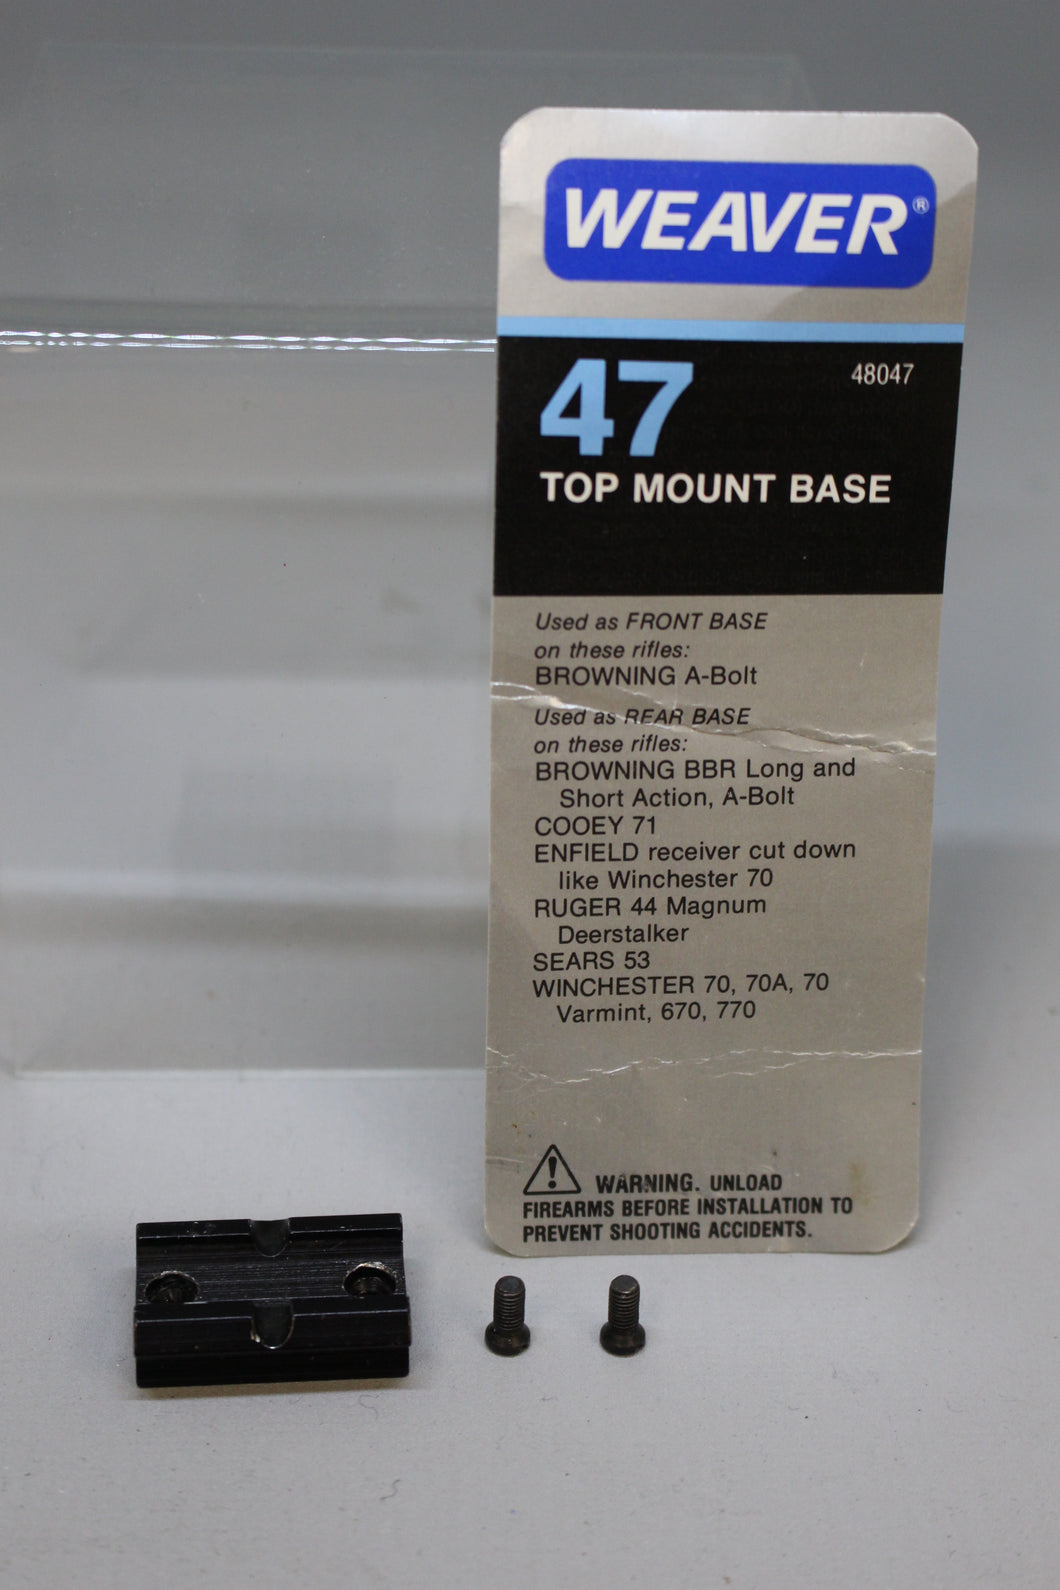 WEAVER®
47
48047
TOP MOUNT BASE
Used as FRONT BASE
on these rifles:
BROWNING A-Bolt
Used as REAR BASE
on these rifles:
BROWNING BBR Long and
Short Action, A-Bolt
COOEY 71
ENFIELD receiver cut down
like Winchester 70
RUGER 44 Magnum
Deerstalker
SEARS 53
WINCHESTER 70, 70A, 70
Varmint, 670, 770
WARNING. UNLOAD
FIREARMS BEFORE INSTALLATION TO
PREVENT SHOOTING ACCIDENTS.